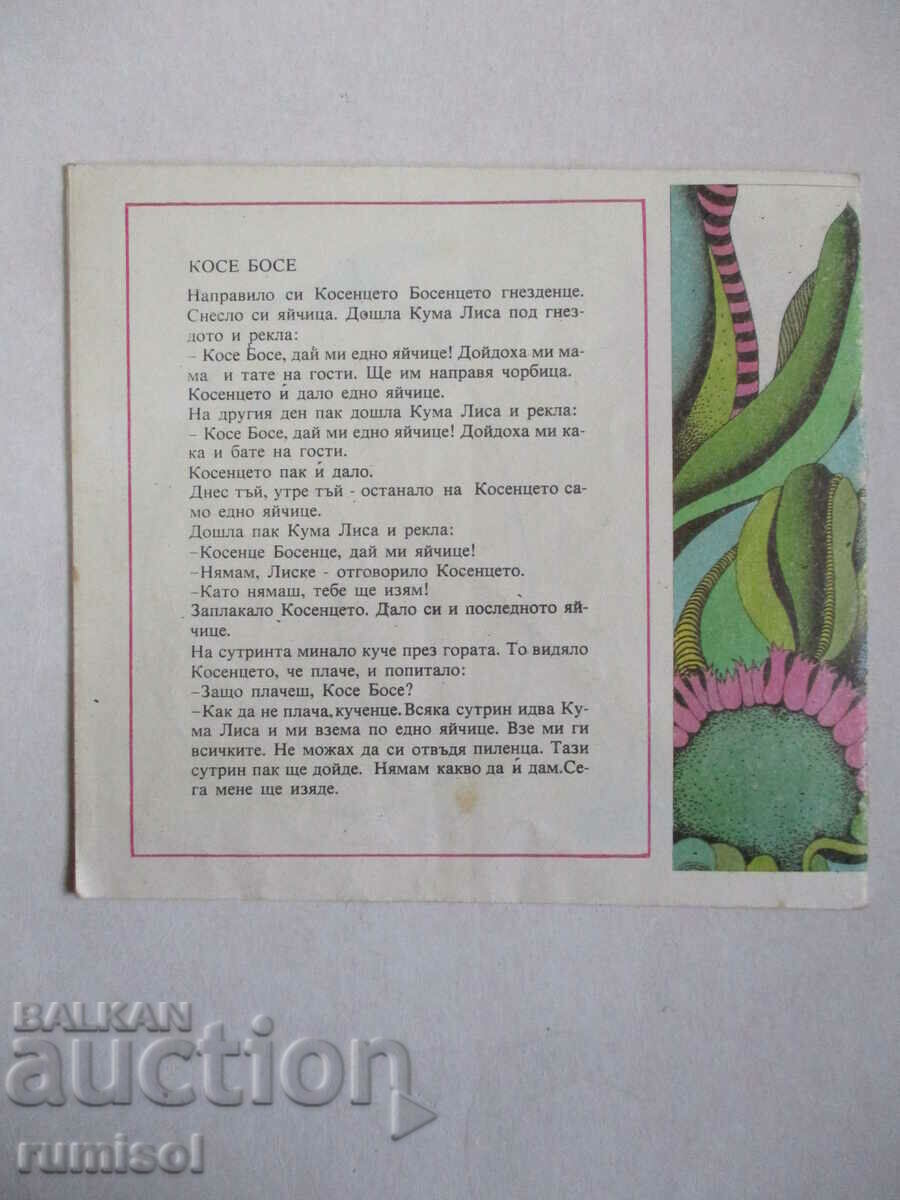 КОСЕ БОСЕ
Направило си Косенцето Босенцето гнезденце.
Снесло си яйчица. Дошла Кума Лиса под гнез-
дото и рекла:
- Косе Босе, дай ми едно яйчице! Дойдоха ми ма-
ма и тате на гости. Ще им направя чорбица.
Косенцето ѝ дало едно яйчице.
На другия ден пак дошла Кума Лиса и рекла:
- Косе Босе, дай ми едно яйчице! Дойдоха ми ка-
ка и бате на гости.
Косенцето пак ѝ дало.
Днес тъй, утре тъй - останало на Косенцето са-
мо едно яйчице.
Дошла пак Кума Лиса и рекла:
-Косенце Босенце, дай ми яйчице!
-Нямам, Лиске - отговорило Косенцето.
-Като нямаш, тебе ще изям!
Заплакало Косенцето. Дало си и последното яй-
чице.
На сутринта минало куче през гората. То видяло
Косенцето, че плаче, и попитало:
-Защо плачеш, Косе Босе?
-Как да не плача, кученце. Всяка сутрин идва Ку-
ма Лиса и ми взема по едно яйчице. Взе ми ги
всичките. Не можах да си отвъдя пиленца. Тази
сутрин пак ще дойде. Нямам какво да ѝ дам. Се-
га мене ще изяде.
BALKAN
auction
rumisol